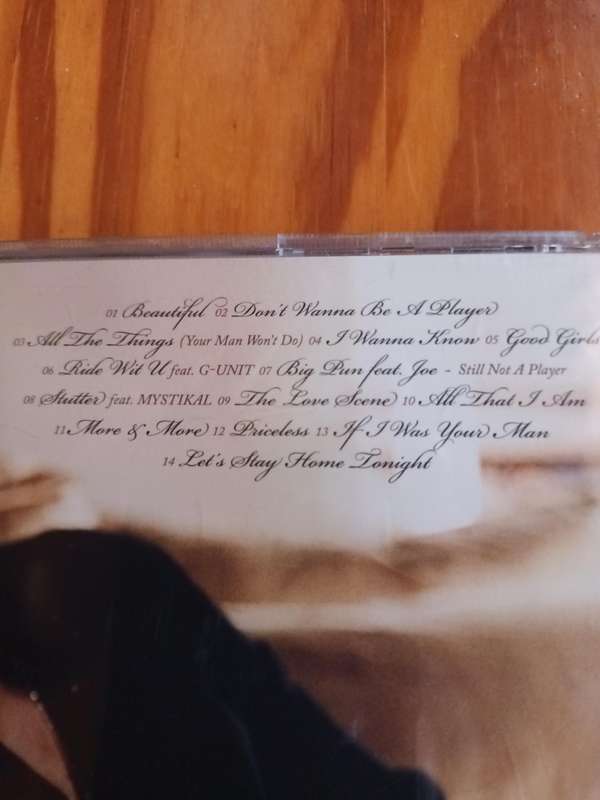 01 Beautiful 02 Don't Wanna Be A Player
03 All The Things (Your Man Won't Do) 04 I Wanna Know 05 Good Girls
06 Ride Wit U feat. G-UNIT 07 Big Pun feat. Joe - Still Not A Player
08 Stutter feat. MYSTIKAL 09 The Love Scene 10 All That I Am
11 More & More 12 Priceless 13 If I Was Your Man
14 Let's Stay Home Tonight